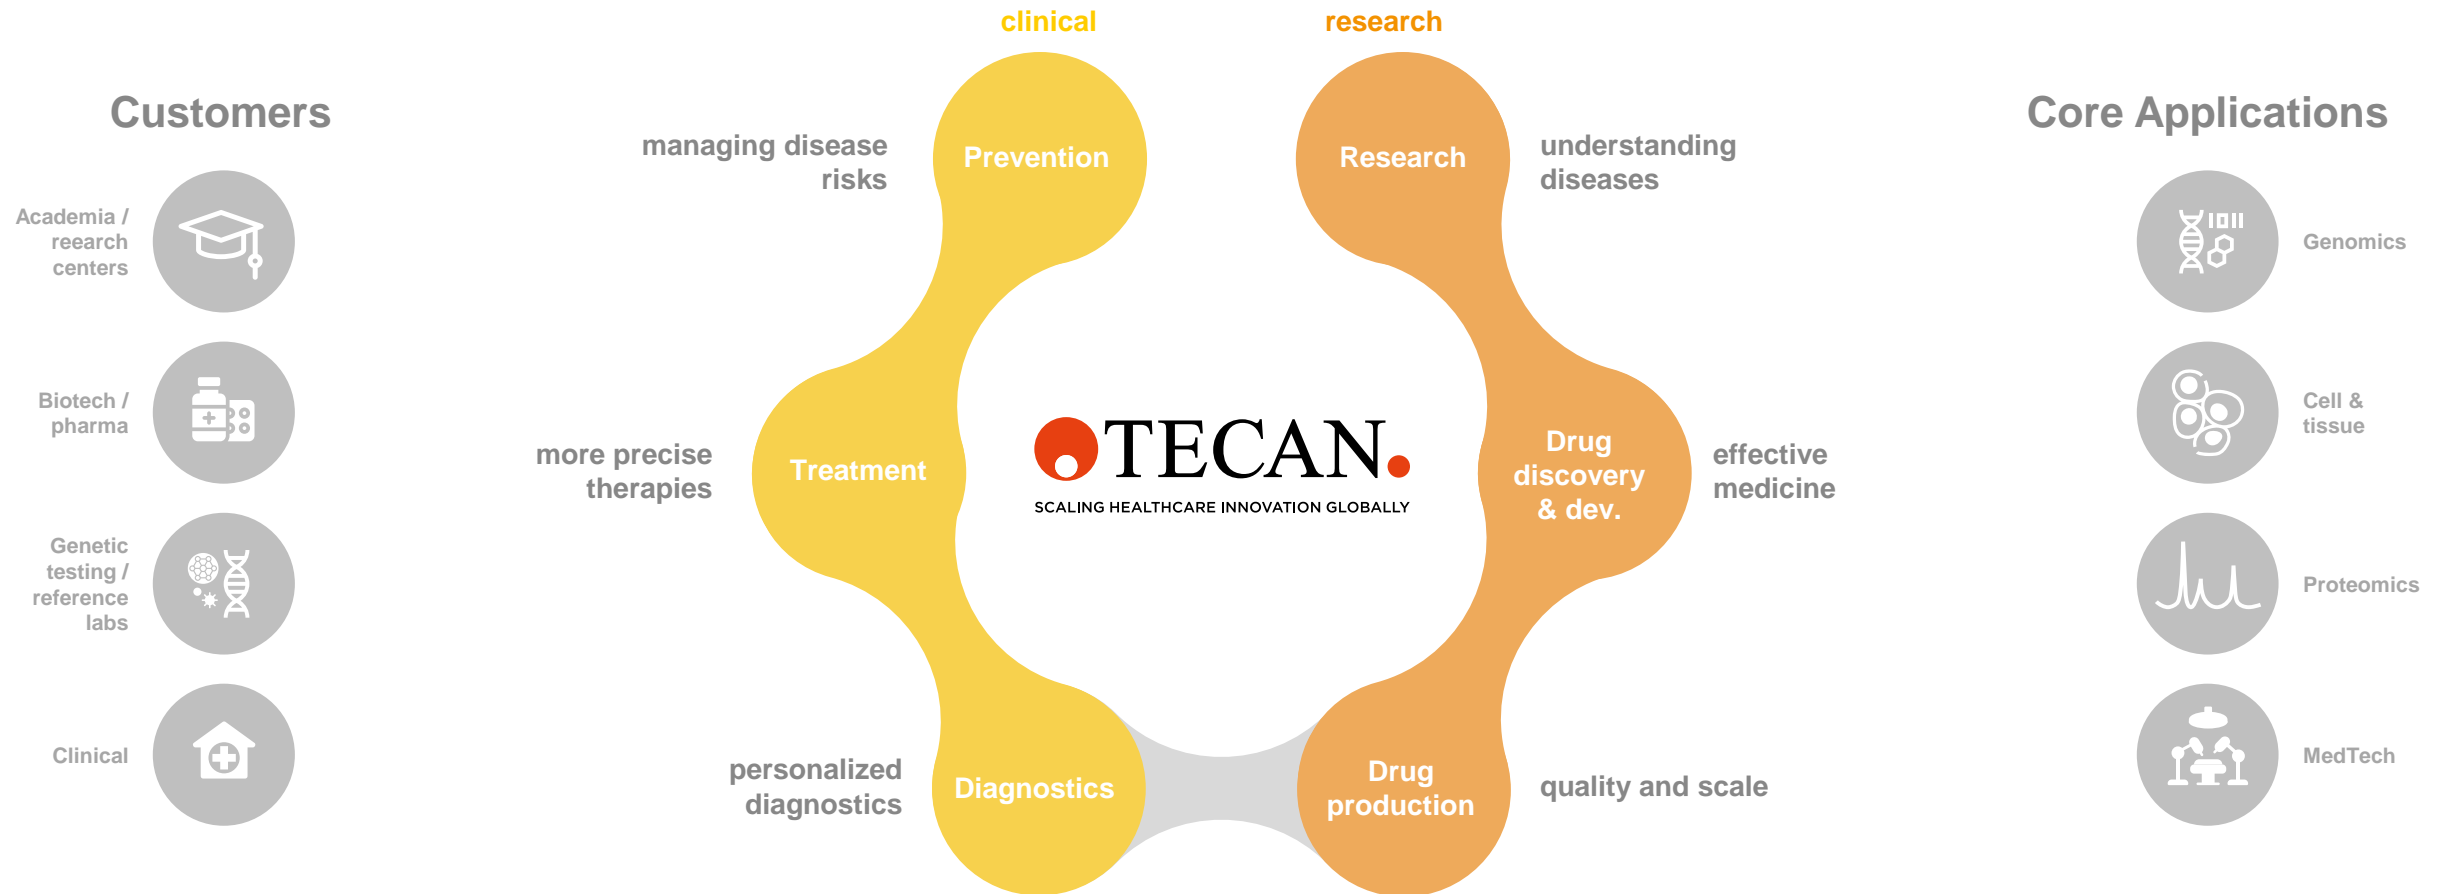 clinical
research
Customers
Core Applications
Academia /
reearch
centers
Biotech /
pharma
Genetic
testing /
reference
labs
Clinical
managing disease
risks
Prevention
more precise
therapies
Treatment
personalized
diagnostics
Diagnostics
TECAN.
SCALING HEALTHCARE INNOVATION GLOBALLY
Research
understanding
diseases
Drug
discovery
& dev.
effective
medicine
Drug
production
quality and scale
Genomics
Cell &
tissue
Proteomics
MedTech